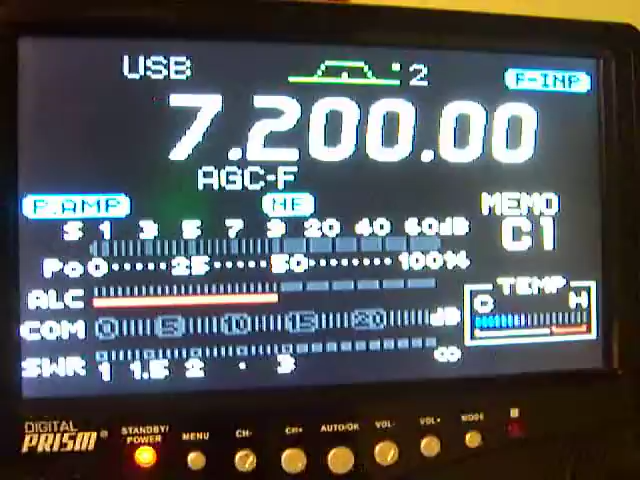 USB 2 F-INP
7.200.00
AGC-F
P.AMP NF MEMO
S 1 3 5 7 9 20 40 60dB C1
Po 0 25 50 100% TEMP
ALC C H
COM 0 5 10 15 20 dB
SWR 1 1.5 2 3 ∞
DIGITAL PRISM®
STANDBY/POWER MENU CH- CH+ AUTO/OK VOL- VOL+ MODE